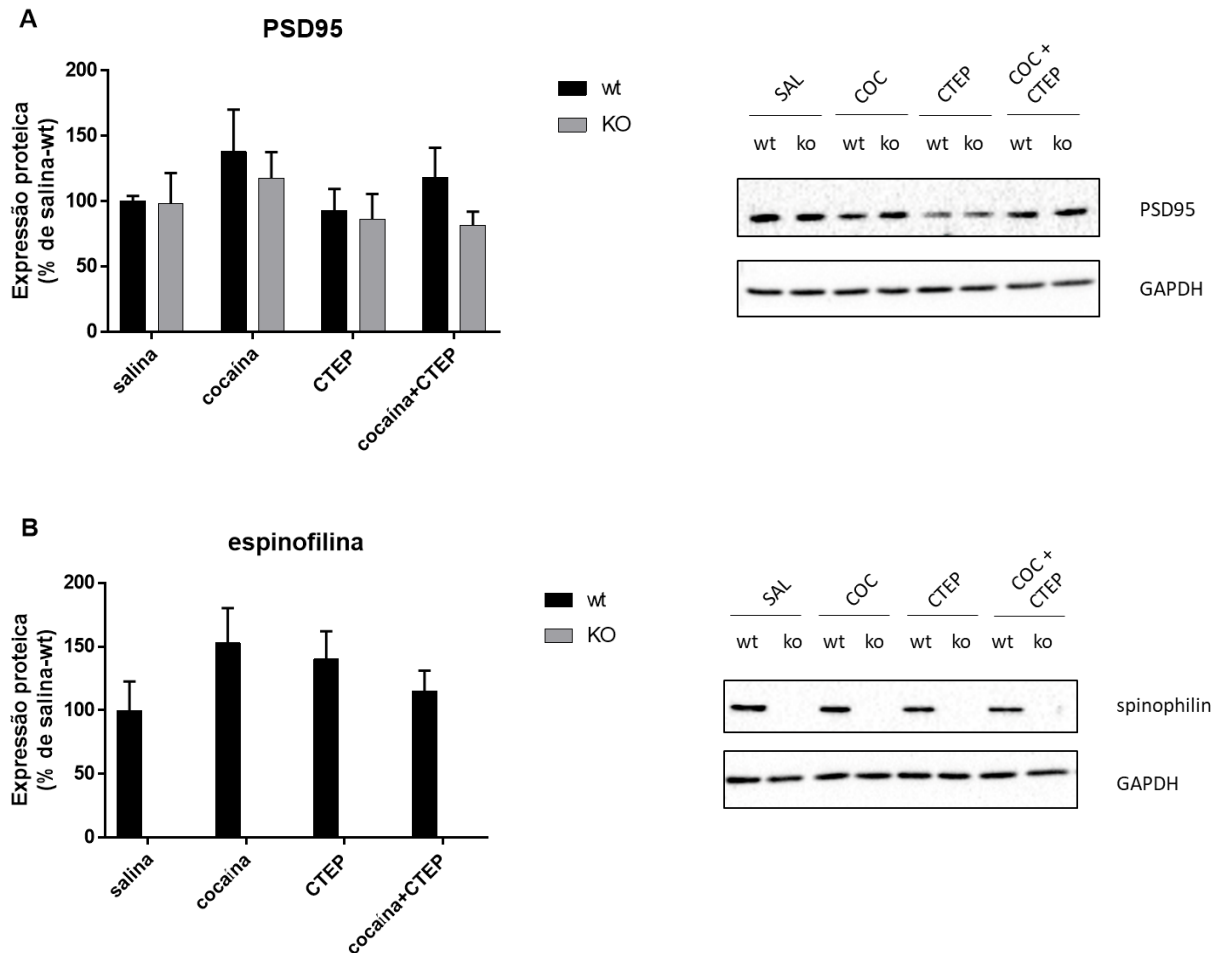 A
PSD95
Expressão proteica
(% de salina-wt)
200
150
100
50
0
salina
cocaína
CTEP
cocaína+CTEP
wt
KO
SAL
COC
CTEP
COC +
CTEP
wt ko wt ko wt ko wt ko
PSD95
GAPDH
B
espinofilina
Expressão proteica
(% de salina-wt)
200
150
100
50
0
salina
cocaína
CTEP
cocaína+CTEP
wt
KO
SAL
COC
CTEP
COC +
CTEP
wt ko wt ko wt ko wt ko
spinophilin
GAPDH